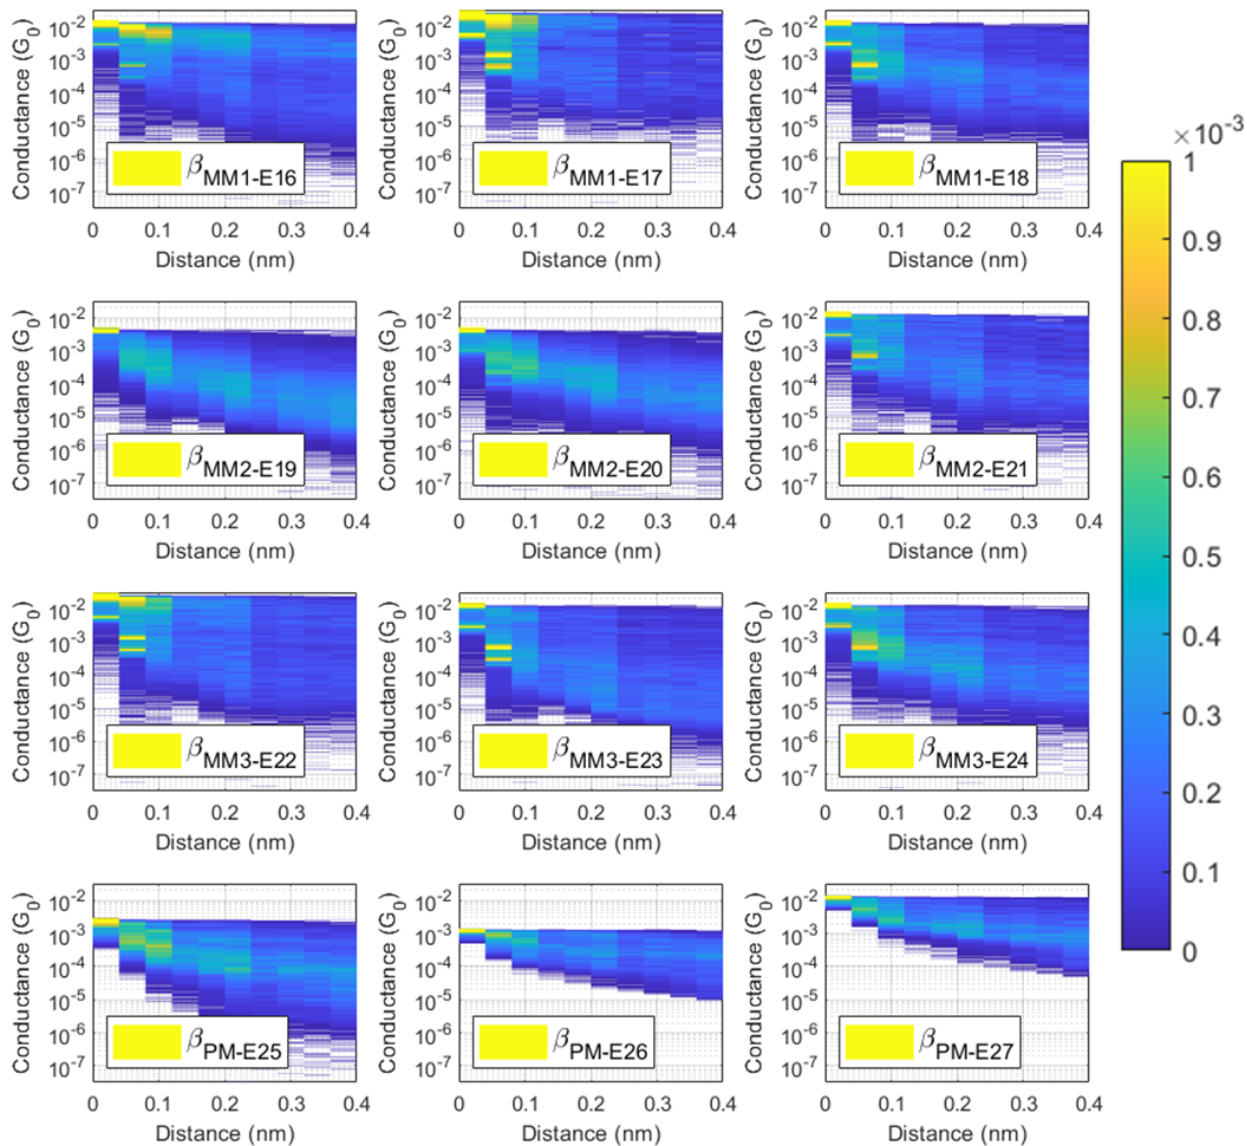 Conductance (G0)
10-2
10-3
10-4
10-5
10-6
10-7
βMM1-E16
0 0.1 0.2 0.3 0.4
Distance (nm)
Conductance (G0)
10-2
10-3
10-4
10-5
10-6
10-7
βMM1-E17
0 0.1 0.2 0.3 0.4
Distance (nm)
Conductance (G0)
10-2
10-3
10-4
10-5
10-6
10-7
βMM1-E18
0 0.1 0.2 0.3 0.4
Distance (nm)
Conductance (G0)
10-2
10-3
10-4
10-5
10-6
10-7
βMM2-E19
0 0.1 0.2 0.3 0.4
Distance (nm)
Conductance (G0)
10-2
10-3
10-4
10-5
10-6
10-7
βMM2-E20
0 0.1 0.2 0.3 0.4
Distance (nm)
Conductance (G0)
10-2
10-3
10-4
10-5
10-6
10-7
βMM2-E21
0 0.1 0.2 0.3 0.4
Distance (nm)
Conductance (G0)
10-2
10-3
10-4
10-5
10-6
10-7
βMM3-E22
0 0.1 0.2 0.3 0.4
Distance (nm)
Conductance (G0)
10-2
10-3
10-4
10-5
10-6
10-7
βMM3-E23
0 0.1 0.2 0.3 0.4
Distance (nm)
Conductance (G0)
10-2
10-3
10-4
10-5
10-6
10-7
βMM3-E24
0 0.1 0.2 0.3 0.4
Distance (nm)
Conductance (G0)
10-2
10-3
10-4
10-5
10-6
10-7
βPM-E25
0 0.1 0.2 0.3 0.4
Distance (nm)
Conductance (G0)
10-2
10-3
10-4
10-5
10-6
10-7
βPM-E26
0 0.1 0.2 0.3 0.4
Distance (nm)
Conductance (G0)
10-2
10-3
10-4
10-5
10-6
10-7
βPM-E27
0 0.1 0.2 0.3 0.4
Distance (nm)
×10-3
1
0.9
0.8
0.7
0.6
0.5
0.4
0.3
0.2
0.1
0